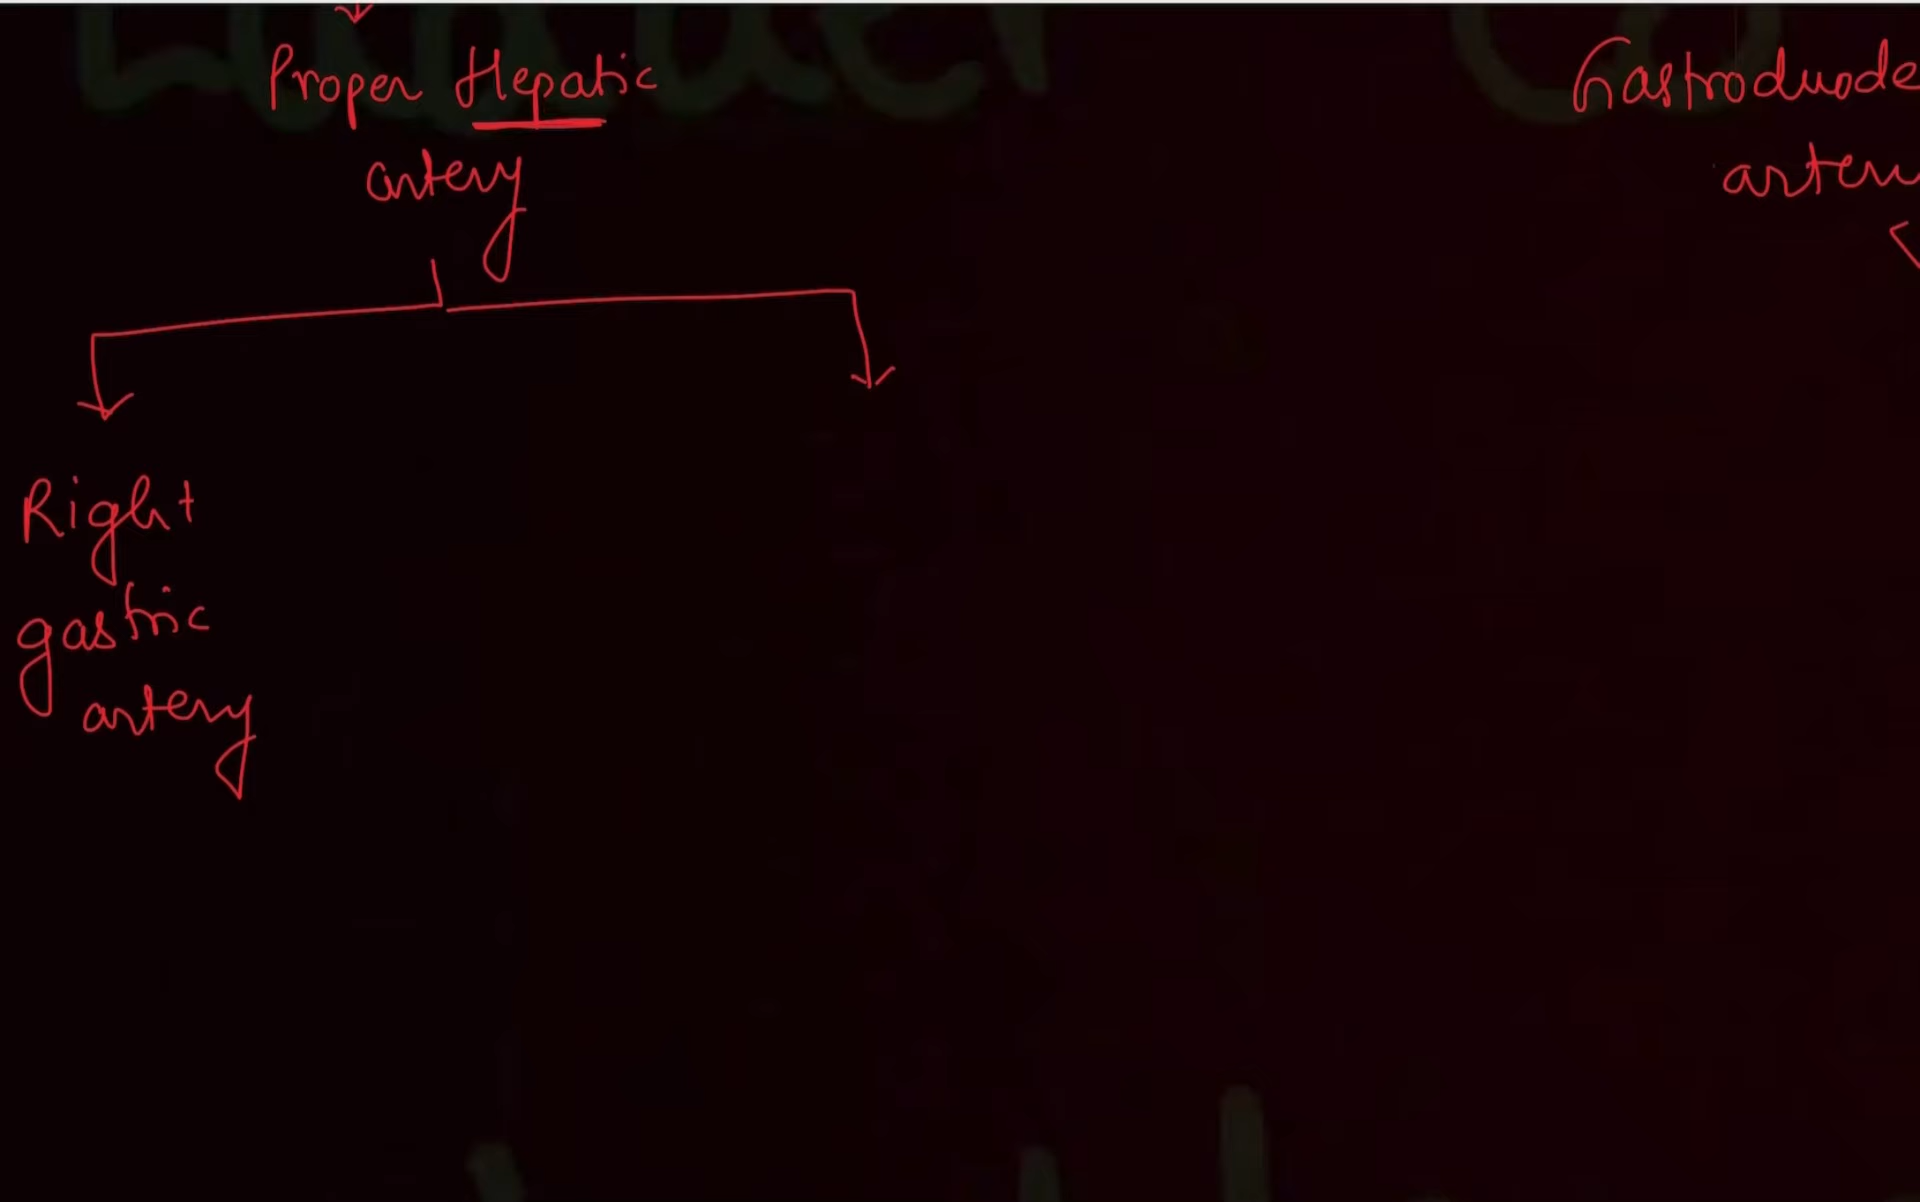 Proper Hepatic
artery
Gastroduode
arter
Right
gastric
artery